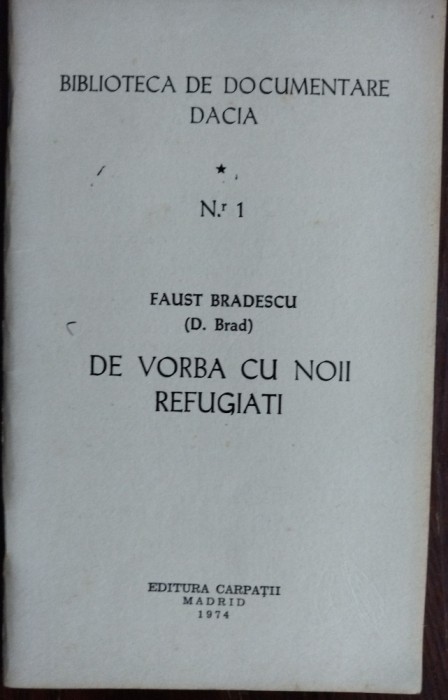 BIBLIOTECA DE DOCUMENTARE
DACIA
★
N.r 1
FAUST BRADESCU
(D. Brad)
DE VORBA CU NOII
REFUGIATI
EDITURA CARPAȚII
MADRID
1974